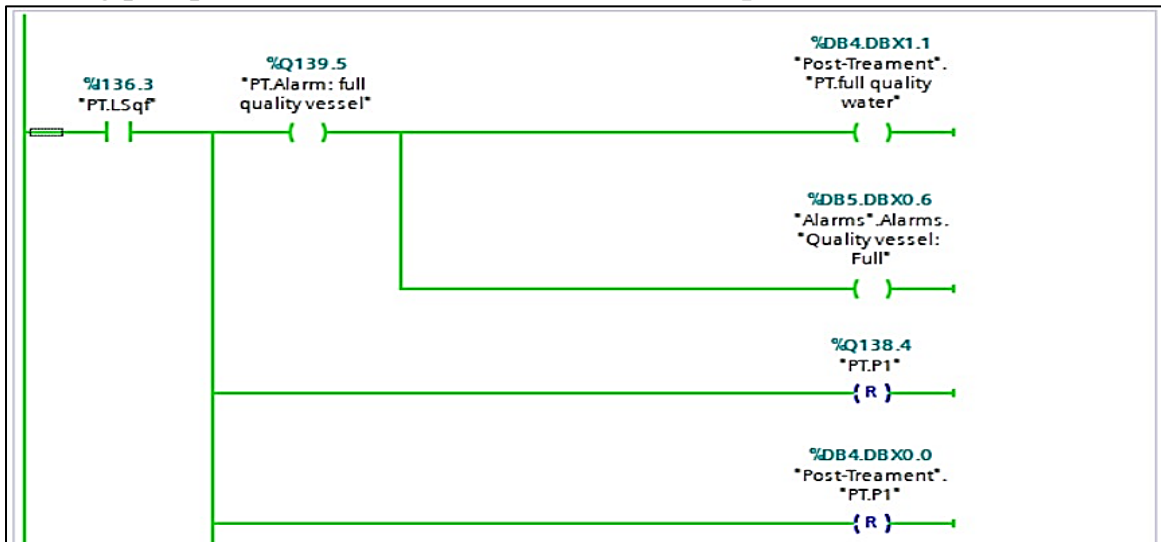 %I136.3
"PT.LSqf"
%Q139.5
"PT.Alarm: full
quality vessel"
%DB4.DBX1.1
"Post-Treament".
"PT.full quality
water"
%DB5.DBX0.6
"Alarms".Alarms.
"Quality vessel:
Full"
%Q138.4
"PT.P1"
R
%DB4.DBX0.0
"Post-Treament".
"PT.P1"
R